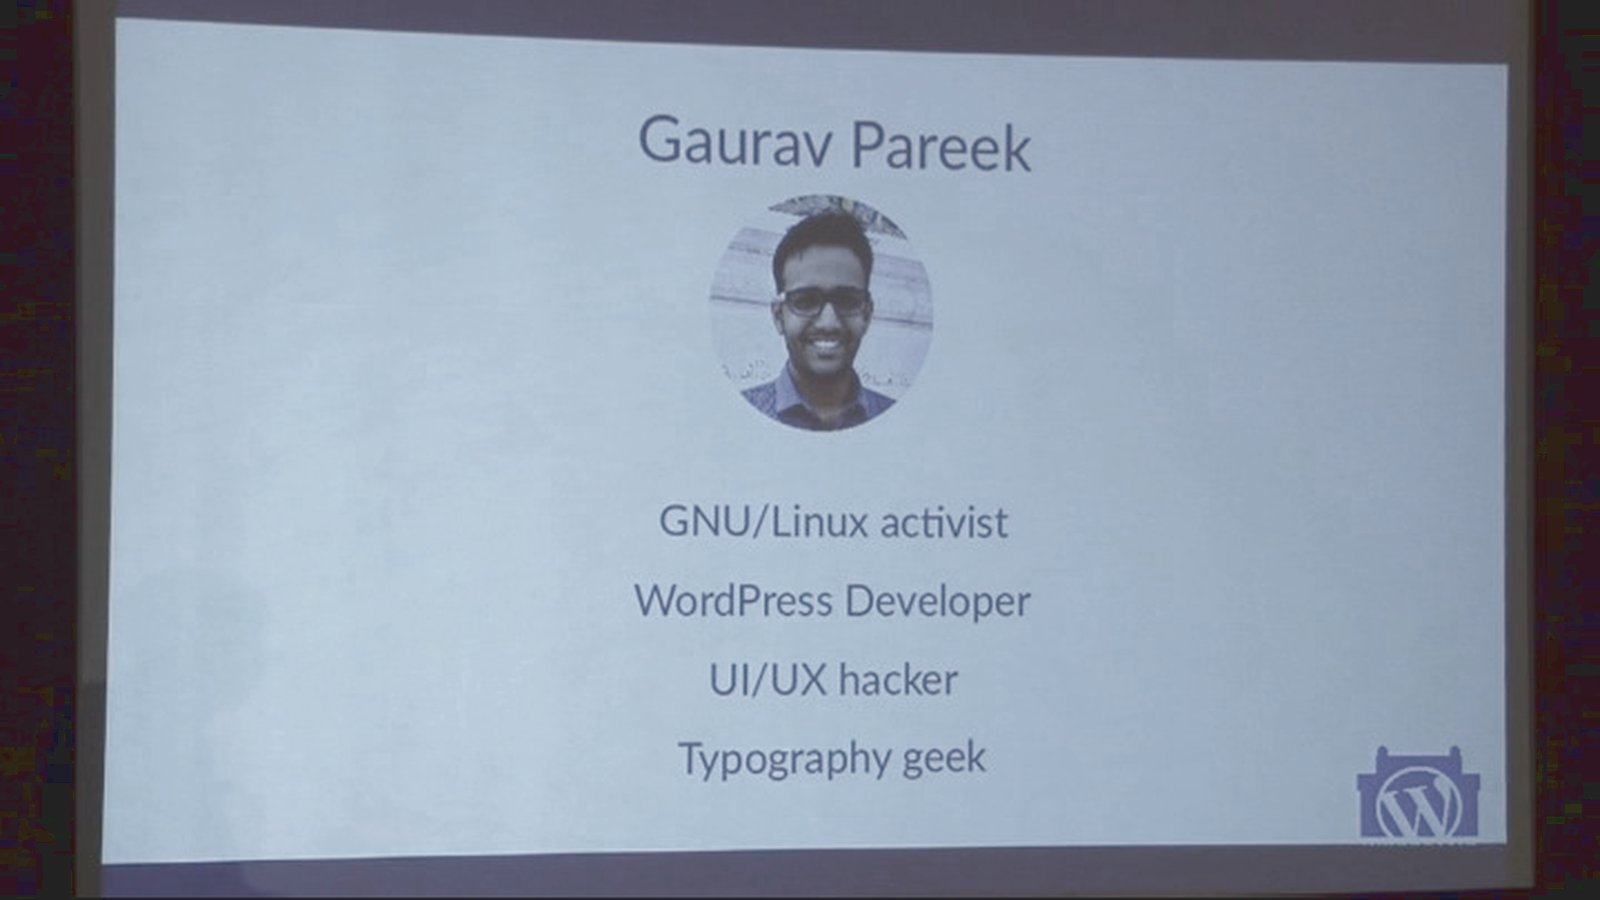 Gaurav Pareek
GNU/Linux activist
WordPress Developer
UI/UX hacker
Typography geek